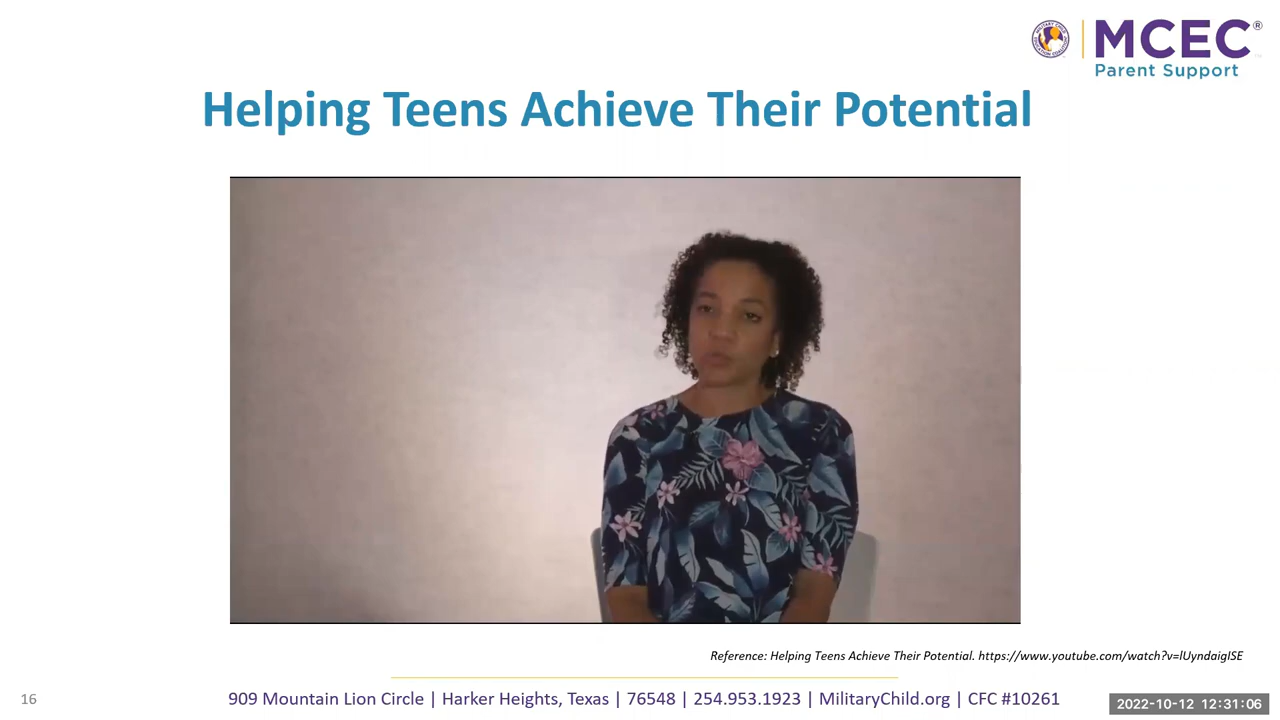 MCEC®
Parent Support
Helping Teens Achieve Their Potential
Reference: Helping Teens Achieve Their Potential. https://www.youtube.com/watch?v=lUyndaigISE
16
909 Mountain Lion Circle | Harker Heights, Texas | 76548 | 254.953.1923 | MilitaryChild.org | CFC #10261
2022-10-12 12:31:06